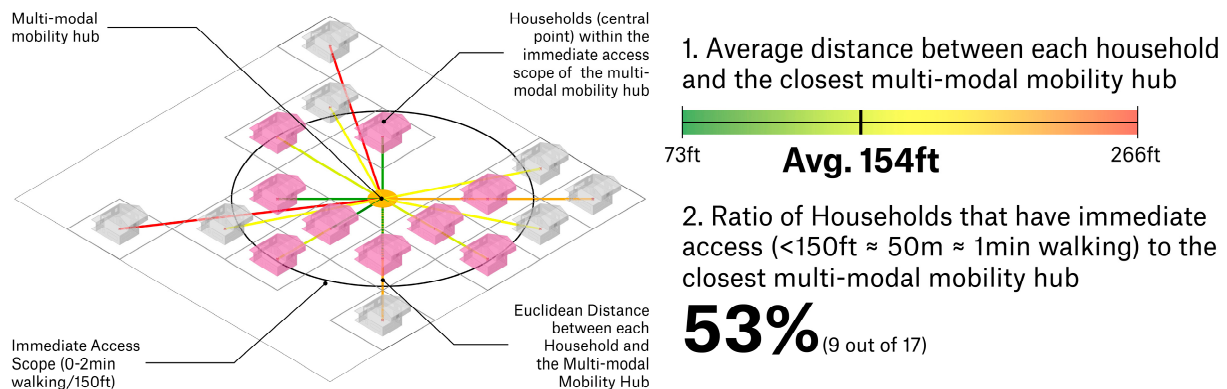 Multi-modal
mobility hub
Households (central
point) within the
immediate access
scope of the multi-
modal mobility hub
Immediate Access
Scope (0-2min
walking/150ft)
Euclidean Distance
between each
Household and
the Multi-modal
Mobility Hub
1. Average distance between each household
and the closest multi-modal mobility hub
73ft
Avg. 154ft
266ft
2. Ratio of Households that have immediate
access (<150ft ≈ 50m ≈ 1min walking) to the
closest multi-modal mobility hub
53% (9 out of 17)